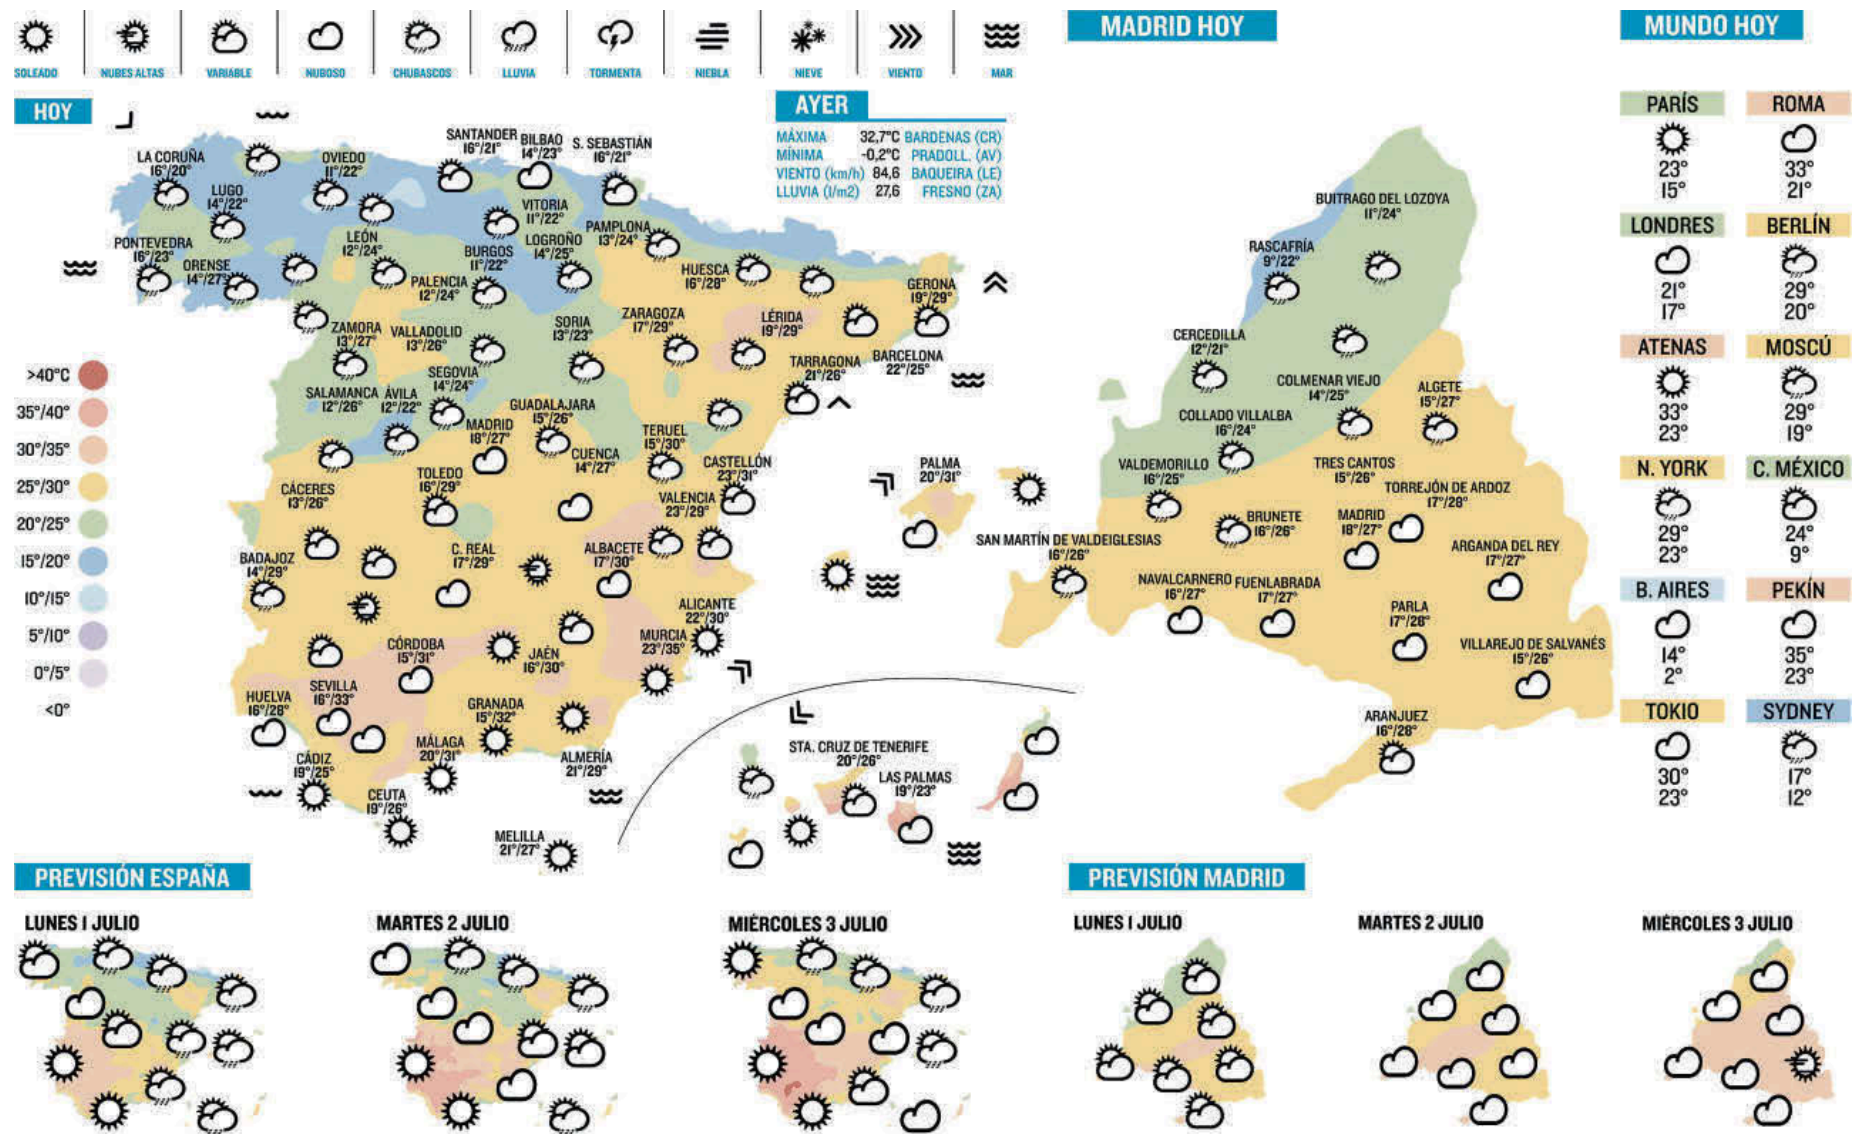 SOLEADO
NUBES ALTAS
VARIABLE
NUBOSO
CHUBASCOS
LLUVIA
TORMENTA
NIEBLA
NIEVE
VIENTO
MAR
HOY
AYER
MÁXIMA 32,7°C BARDENAS (CR)
MÍNIMA -0,2°C PRADOLL. (AV)
VIENTO (km/h) 84,6 BAQUEIRA (LE)
LLUVIA (l/m2) 27,6 FRESNO (ZA)
LA CORUÑA
16°/20°
LUGO
14°/22°
OVIEDO
11°/22°
SANTANDER
16°/21°
BILBAO
14°/23°
S. SEBASTIÁN
16°/21°
PONTEVEDRA
16°/23°
ORENSE
14°/27°
LEÓN
12°/24°
VITORIA
11°/22°
PAMPLONA
13°/24°
BURGOS
11°/22°
LOGROÑO
14°/25°
PALENCIA
12°/24°
HUESCA
16°/28°
GERONA
19°/29°
ZAMORA
13°/27°
VALLADOLID
13°/26°
SORIA
13°/23°
ZARAGOZA
17°/29°
LÉRIDA
19°/29°
BARCELONA
22°/25°
TARRAGONA
21°/26°
SEGOVIA
14°/24°
SALAMANCA
12°/26°
ÁVILA
12°/22°
MADRID
18°/27°
GUADALAJARA
15°/26°
TERUEL
15°/30°
CUENCA
14°/27°
CASTELLÓN
23°/31°
TOLEDO
16°/29°
CÁCERES
13°/26°
VALENCIA
23°/29°
PALMA
20°/31°
BADAJOZ
14°/29°
C. REAL
17°/29°
ALBACETE
17°/30°
ALICANTE
22°/30°
CÓRDOBA
15°/31°
JAÉN
16°/30°
MURCIA
23°/35°
HUELVA
16°/28°
SEVILLA
16°/33°
GRANADA
15°/32°
CÁDIZ
19°/25°
MÁLAGA
20°/31°
ALMERÍA
21°/29°
CEUTA
19°/26°
MELILLA
21°/27°
STA. CRUZ DE TENERIFE
20°/26°
LAS PALMAS
19°/23°
>40°C
35°/40°
30°/35°
25°/30°
20°/25°
15°/20°
10°/15°
5°/10°
0°/5°
<0°
MADRID HOY
BUITRAGO DEL LOZOYA
11°/24°
RASCAFRÍA
9°/22°
CERCEDILLA
12°/21°
COLMENAR VIEJO
14°/25°
ALGETE
15°/27°
COLLADO VILLALBA
16°/24°
VALDEMORILLO
16°/25°
TRES CANTOS
15°/26°
TORREJÓN DE ARDOZ
17°/28°
BRUNETE
16°/26°
MADRID
18°/27°
SAN MARTÍN DE VALDEIGLESIAS
16°/26°
ARGANDA DEL REY
17°/27°
NAVALCARNERO
16°/27°
FUENLABRADA
17°/27°
PARLA
17°/28°
VILLAREJO DE SALVANÉS
15°/26°
ARANJUEZ
16°/28°
MUNDO HOY
PARÍS
23°
15°
ROMA
33°
21°
LONDRES
21°
17°
BERLÍN
29°
20°
ATENAS
33°
23°
MOSCÚ
29°
19°
N. YORK
29°
23°
C. MÉXICO
24°
9°
B. AIRES
14°
2°
PEKÍN
35°
23°
TOKIO
30°
23°
SYDNEY
17°
12°
PREVISIÓN ESPAÑA
LUNES 1 JULIO
MARTES 2 JULIO
MIÉRCOLES 3 JULIO
PREVISIÓN MADRID
LUNES 1 JULIO
MARTES 2 JULIO
MIÉRCOLES 3 JULIO